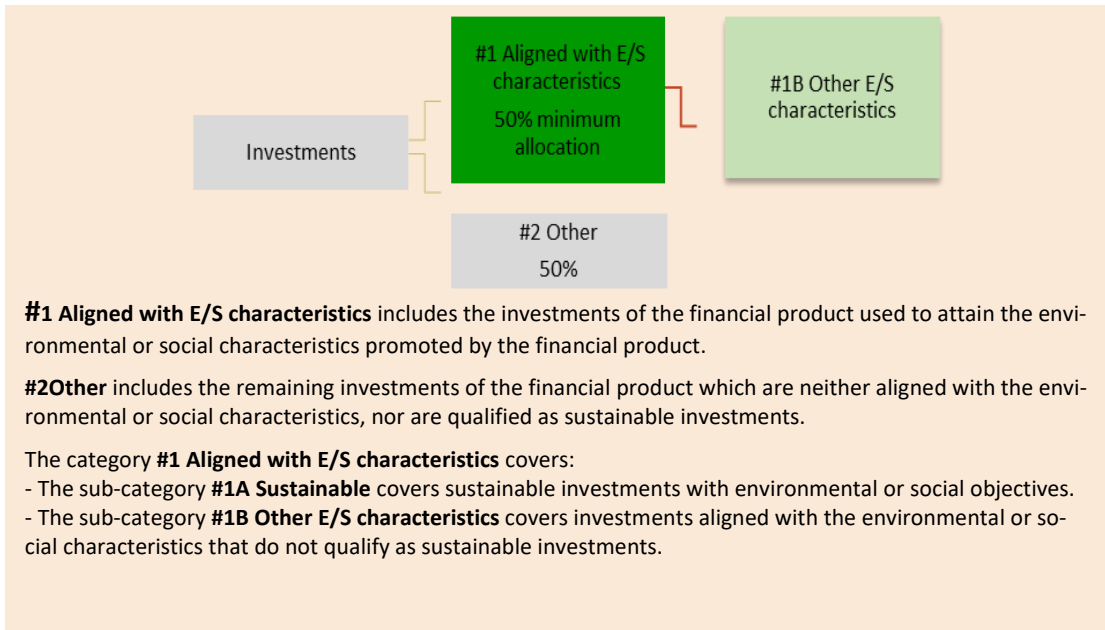 #1 Aligned with E/S
characteristics
50% minimum
allocation
#1B Other E/S
characteristics
Investments
#2 Other
50%
#1 Aligned with E/S characteristics includes the investments of the financial product used to attain the envi-
ronmental or social characteristics promoted by the financial product.
#2Other includes the remaining investments of the financial product which are neither aligned with the envi-
ronmental or social characteristics, nor are qualified as sustainable investments.
The category #1 Aligned with E/S characteristics covers:
- The sub-category #1A Sustainable covers sustainable investments with environmental or social objectives.
- The sub-category #1B Other E/S characteristics covers investments aligned with the environmental or so-
cial characteristics that do not qualify as sustainable investments.